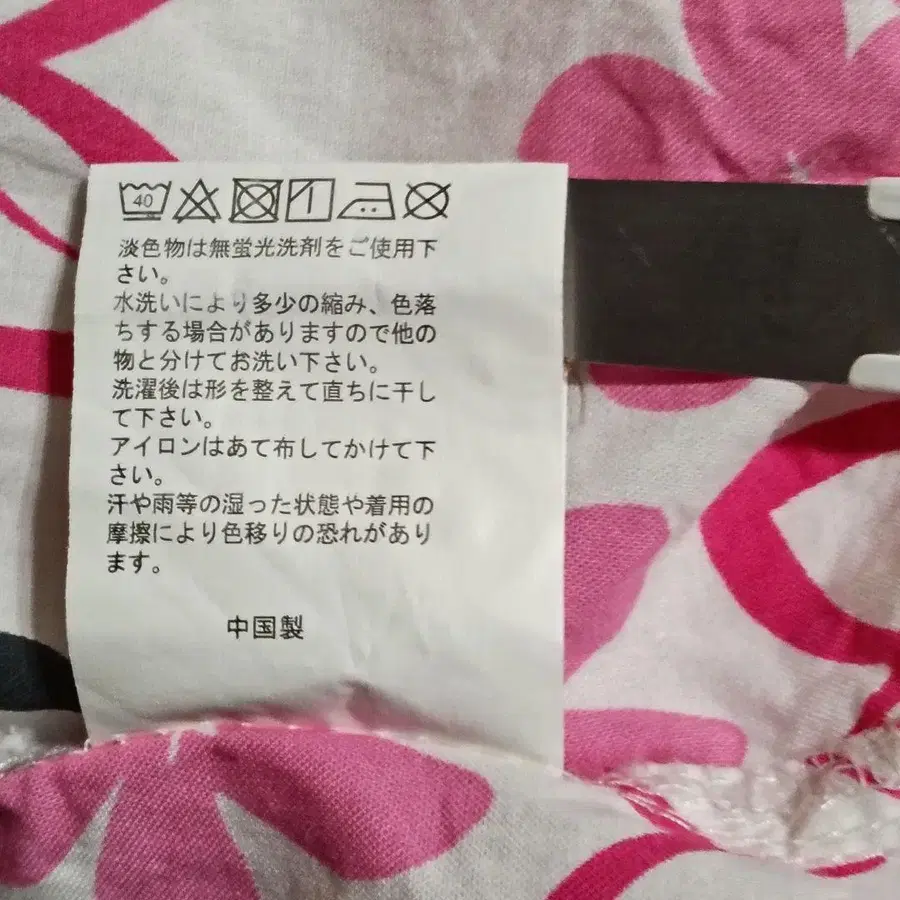 40
淡色物は無蛍光洗剤をご使用下
さい。
水洗いにより多少の縮み、色落
ちする場合がありますので他の
物と分けてお洗い下さい。
洗濯後は形を整えて直ちに干し
て下さい。
アイロンはあて布してかけて下
さい。
汗や雨等の湿った状態や着用の
摩擦により色移りの恐れがあり
ます。
中国製